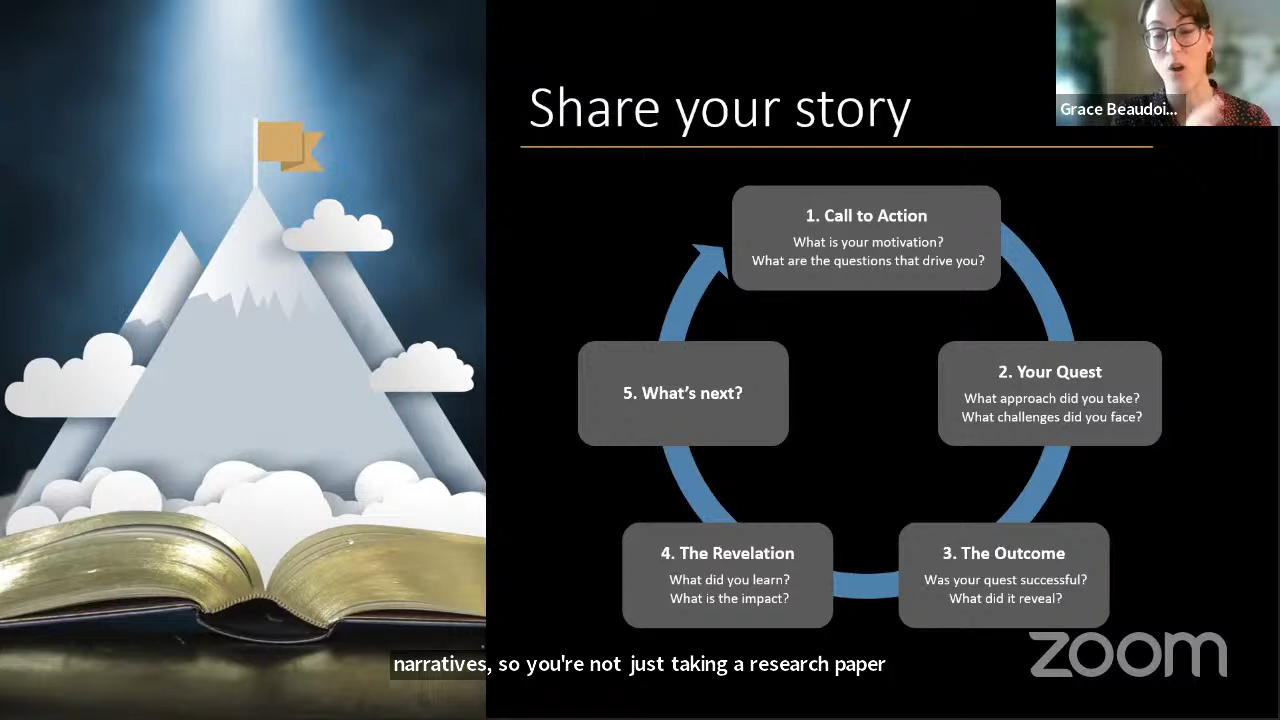 Share your story
Grace Beaudoi...
1. Call to Action
What is your motivation?
What are the questions that drive you?
2. Your Quest
What approach did you take?
What challenges did you face?
3. The Outcome
Was your quest successful?
What did it reveal?
4. The Revelation
What did you learn?
What is the impact?
5. What's next?
narratives, so you're not just taking a research paper
zoom